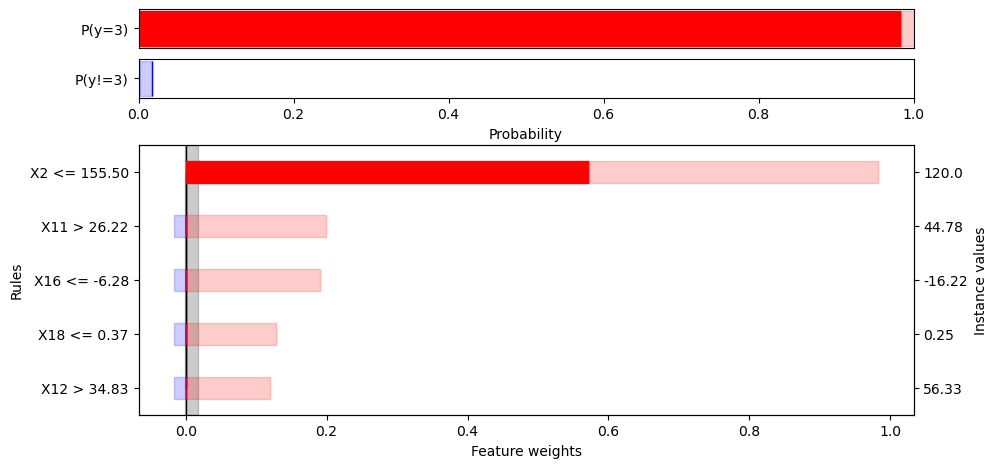 P(y=3)
P(y!=3)
0.0 0.2 0.4 0.6 0.8 1.0
Probability
X2 <= 155.50 120.0
X11 > 26.22 44.78
X16 <= -6.28 -16.22
X18 <= 0.37 0.25
X12 > 34.83 56.33
Rules
Instance values
0.0 0.2 0.4 0.6 0.8 1.0
Feature weights